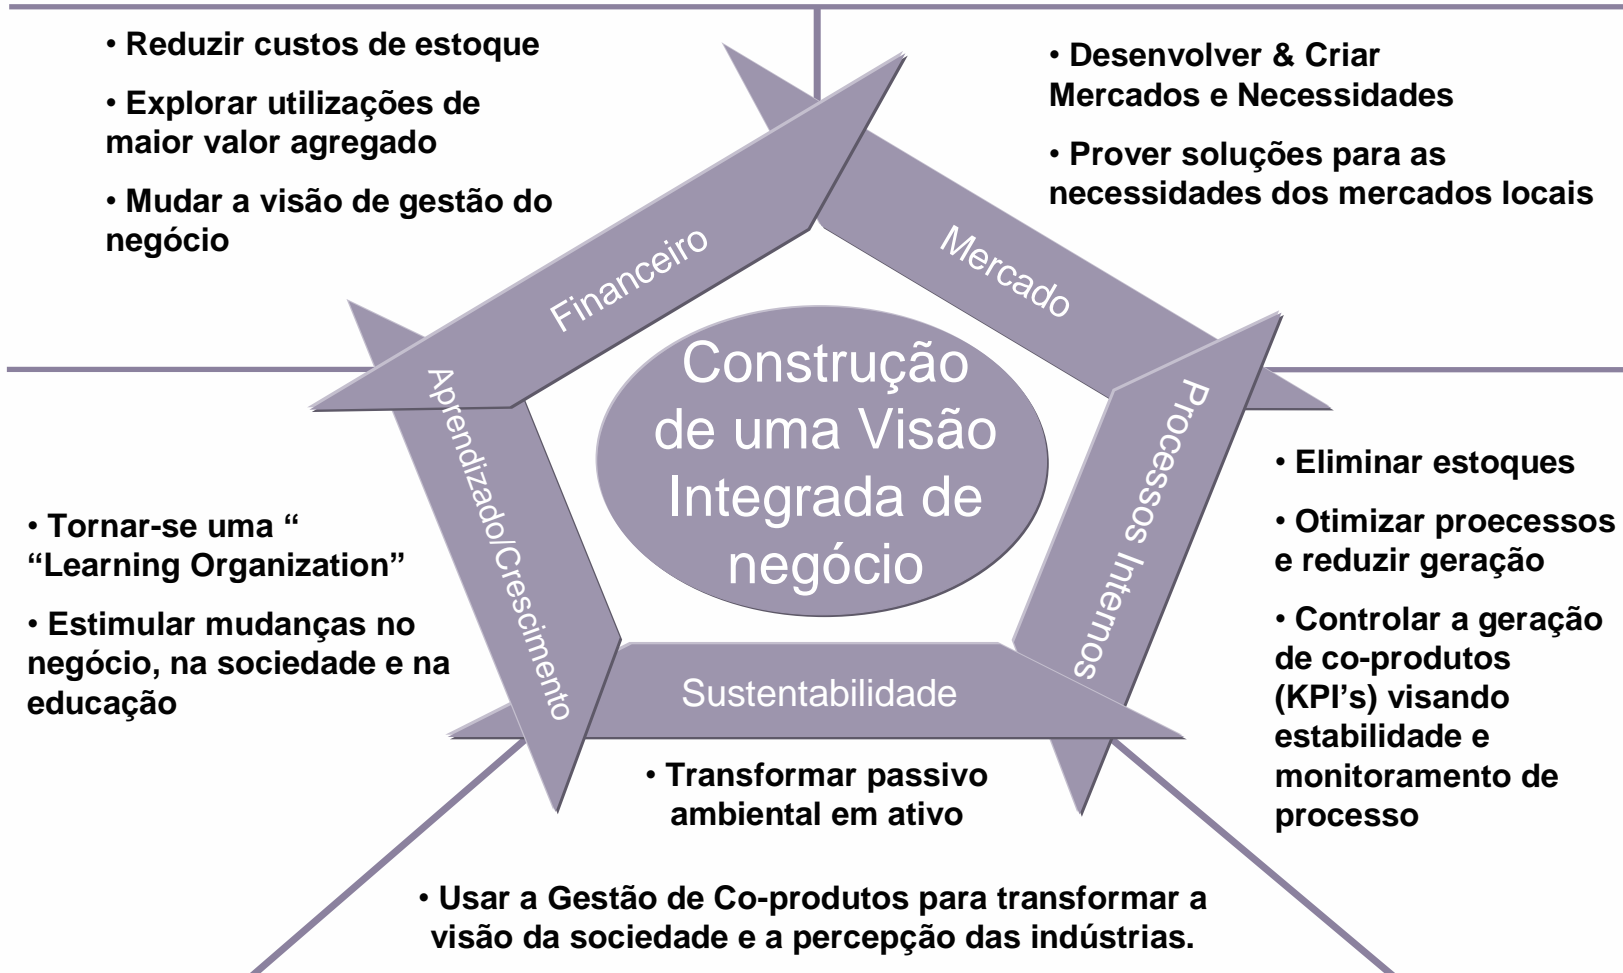 • Reduzir custos de estoque
• Explorar utilizações de
maior valor agregado
• Mudar a visão de gestão do
negócio
• Desenvolver & Criar
Mercados e Necessidades
• Prover soluções para as
necessidades dos mercados locais
Financeiro
Mercado
Construção
de uma Visão
Integrada de
negócio
Aprendizado/Crescimento
Processos Internos
• Tornar-se uma “
“Learning Organization”
• Estimular mudanças no
negócio, na sociedade e na
educação
• Eliminar estoques
• Otimizar proecessos
e reduzir geração
• Controlar a geração
de co-produtos
(KPI’s) visando
estabilidade e
monitoramento de
processo
Sustentabilidade
• Transformar passivo
ambiental em ativo
• Usar a Gestão de Co-produtos para transformar a
visão da sociedade e a percepção das indústrias.